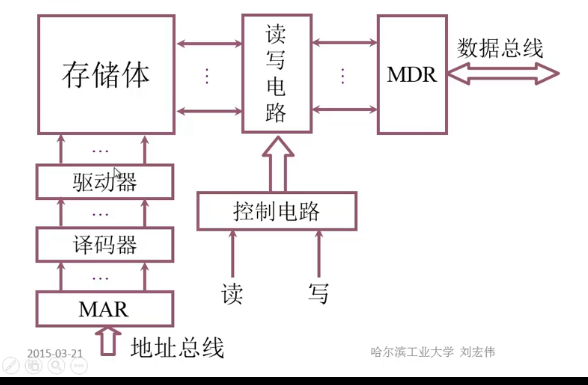 存储体
读写电路
MDR
数据总线
驱动器
控制电路
译码器
读
写
MAR
地址总线
2015-03-21
哈尔滨工业大学 刘宏伟